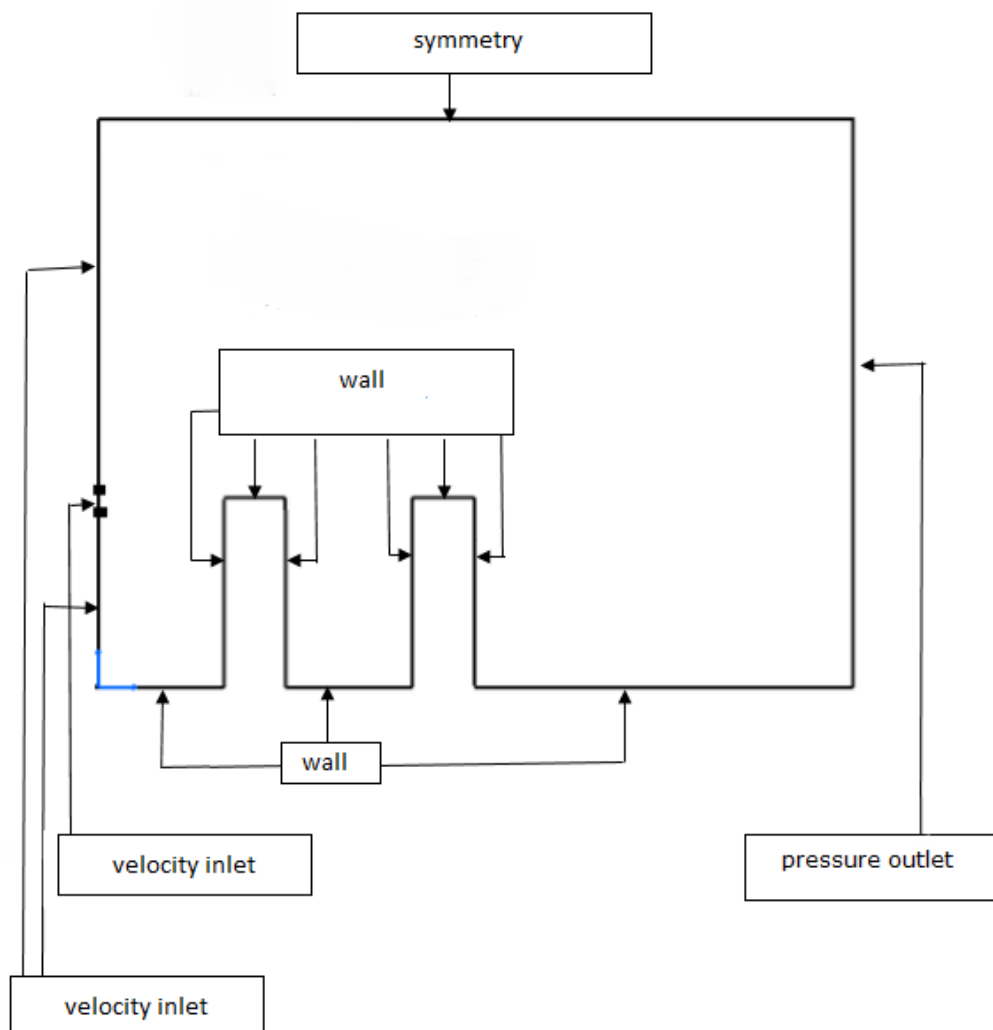 symmetry
wall
wall
velocity inlet
pressure outlet
velocity inlet